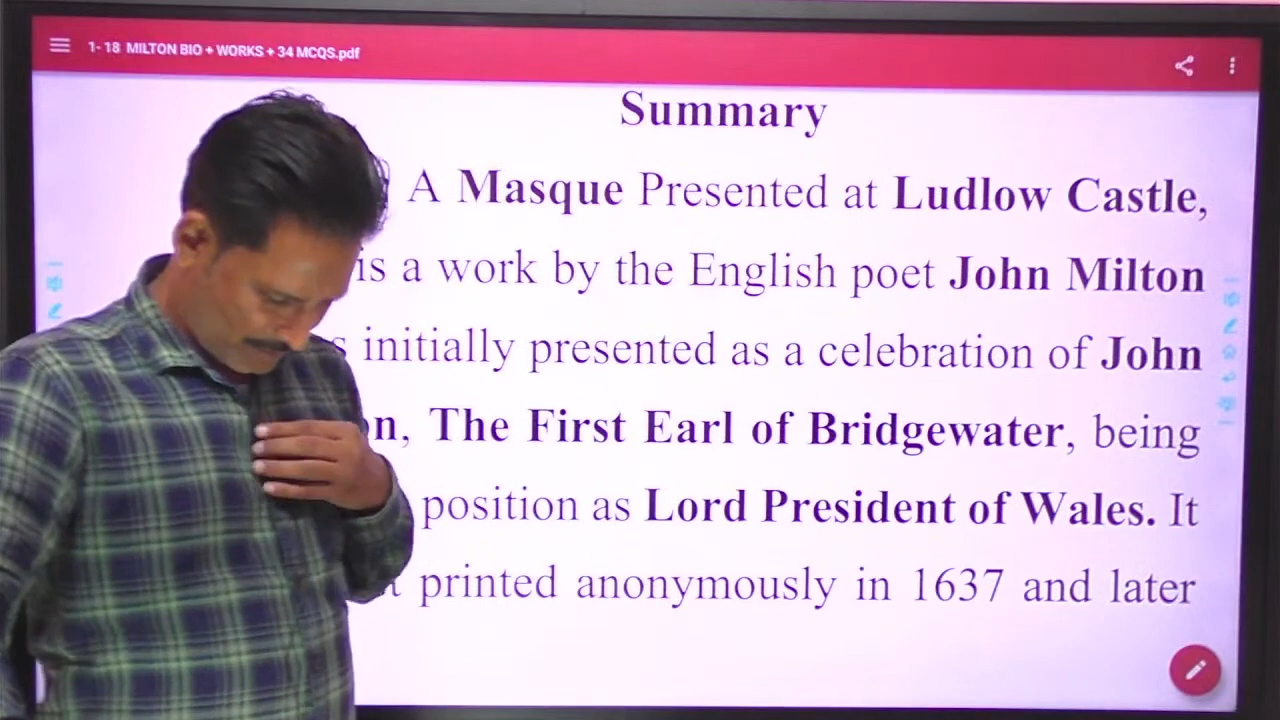 1- 18 MILTON BIO + WORKS + 34 MCQS.pdf
Summary
A Masque Presented at Ludlow Castle,
is a work by the English poet John Milton
initially presented as a celebration of John
The First Earl of Bridgewater, being
position as Lord President of Wales. It
printed anonymously in 1637 and later